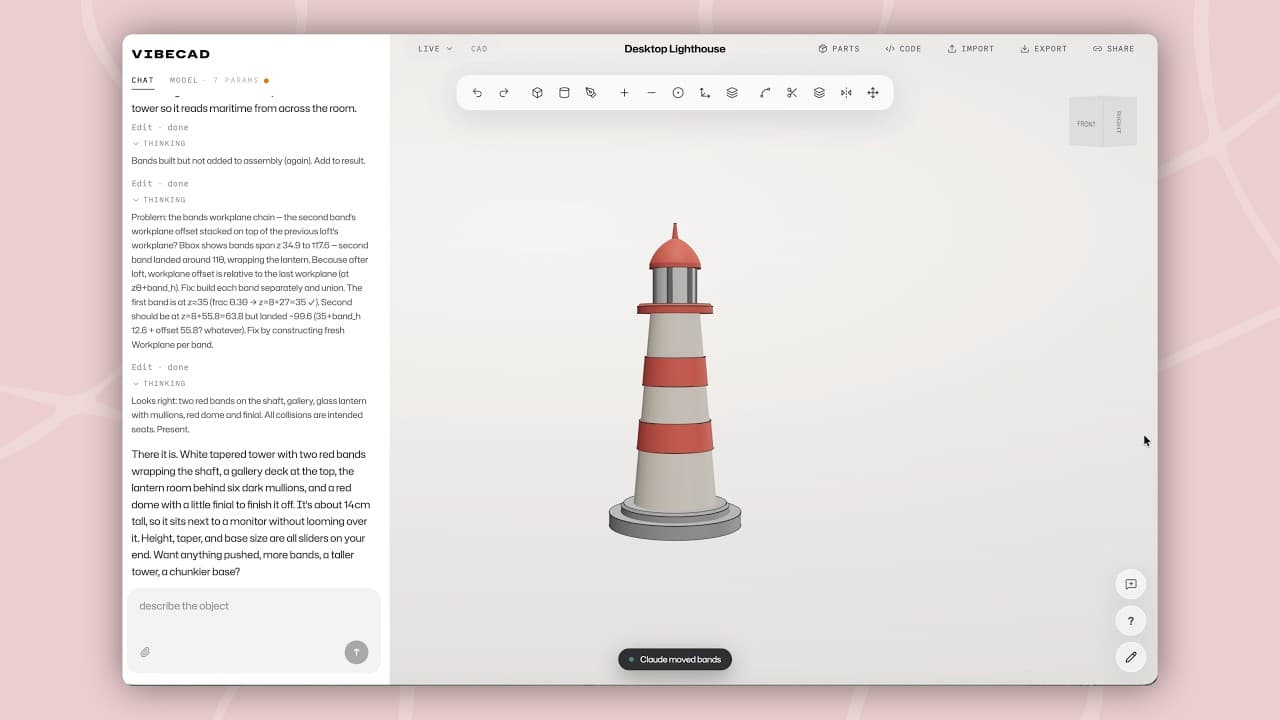 VIBECAD
LIVE
CAD
Desktop Lighthouse
PARTS
CODE
IMPORT
EXPORT
SHARE
CHAT
MODEL · 7 PARAMS
tower so it reads maritime from across the room.
Edit · done
THINKING
Bands built but not added to assembly (again). Add to result.
Edit · done
THINKING
Problem: the bands workplane chain — the second band's
workplane offset stacked on top of the previous loft's
workplane? Bbox shows bands span z 34.9 to 117.6 — second
band landed around 110, wrapping the lantern. Because after
loft, workplane offset is relative to the last workplane (at
z0+band_h). Fix: build each band separately and union. The
first band is at z≈35 (frac 0.30 → z=8+27=35 ✓). Second
should be at z=8+55.8=63.8 but landed ~99.6 (35+band_h
12.6 + offset 55.8? whatever). Fix by constructing fresh
Workplane per band.
Edit · done
THINKING
Looks right: two red bands on the shaft, gallery, glass lantern
with mullions, red dome and finial. All collisions are intended
seats. Present.
There it is. White tapered tower with two red bands
wrapping the shaft, a gallery deck at the top, the
lantern room behind six dark mullions, and a red
dome with a little finial to finish it off. It's about 14cm
tall, so it sits next to a monitor without looming over
it. Height, taper, and base size are all sliders on your
end. Want anything pushed, more bands, a taller
tower, a chunkier base?
describe the object
FRONT
RIGHT
?
Claude moved bands